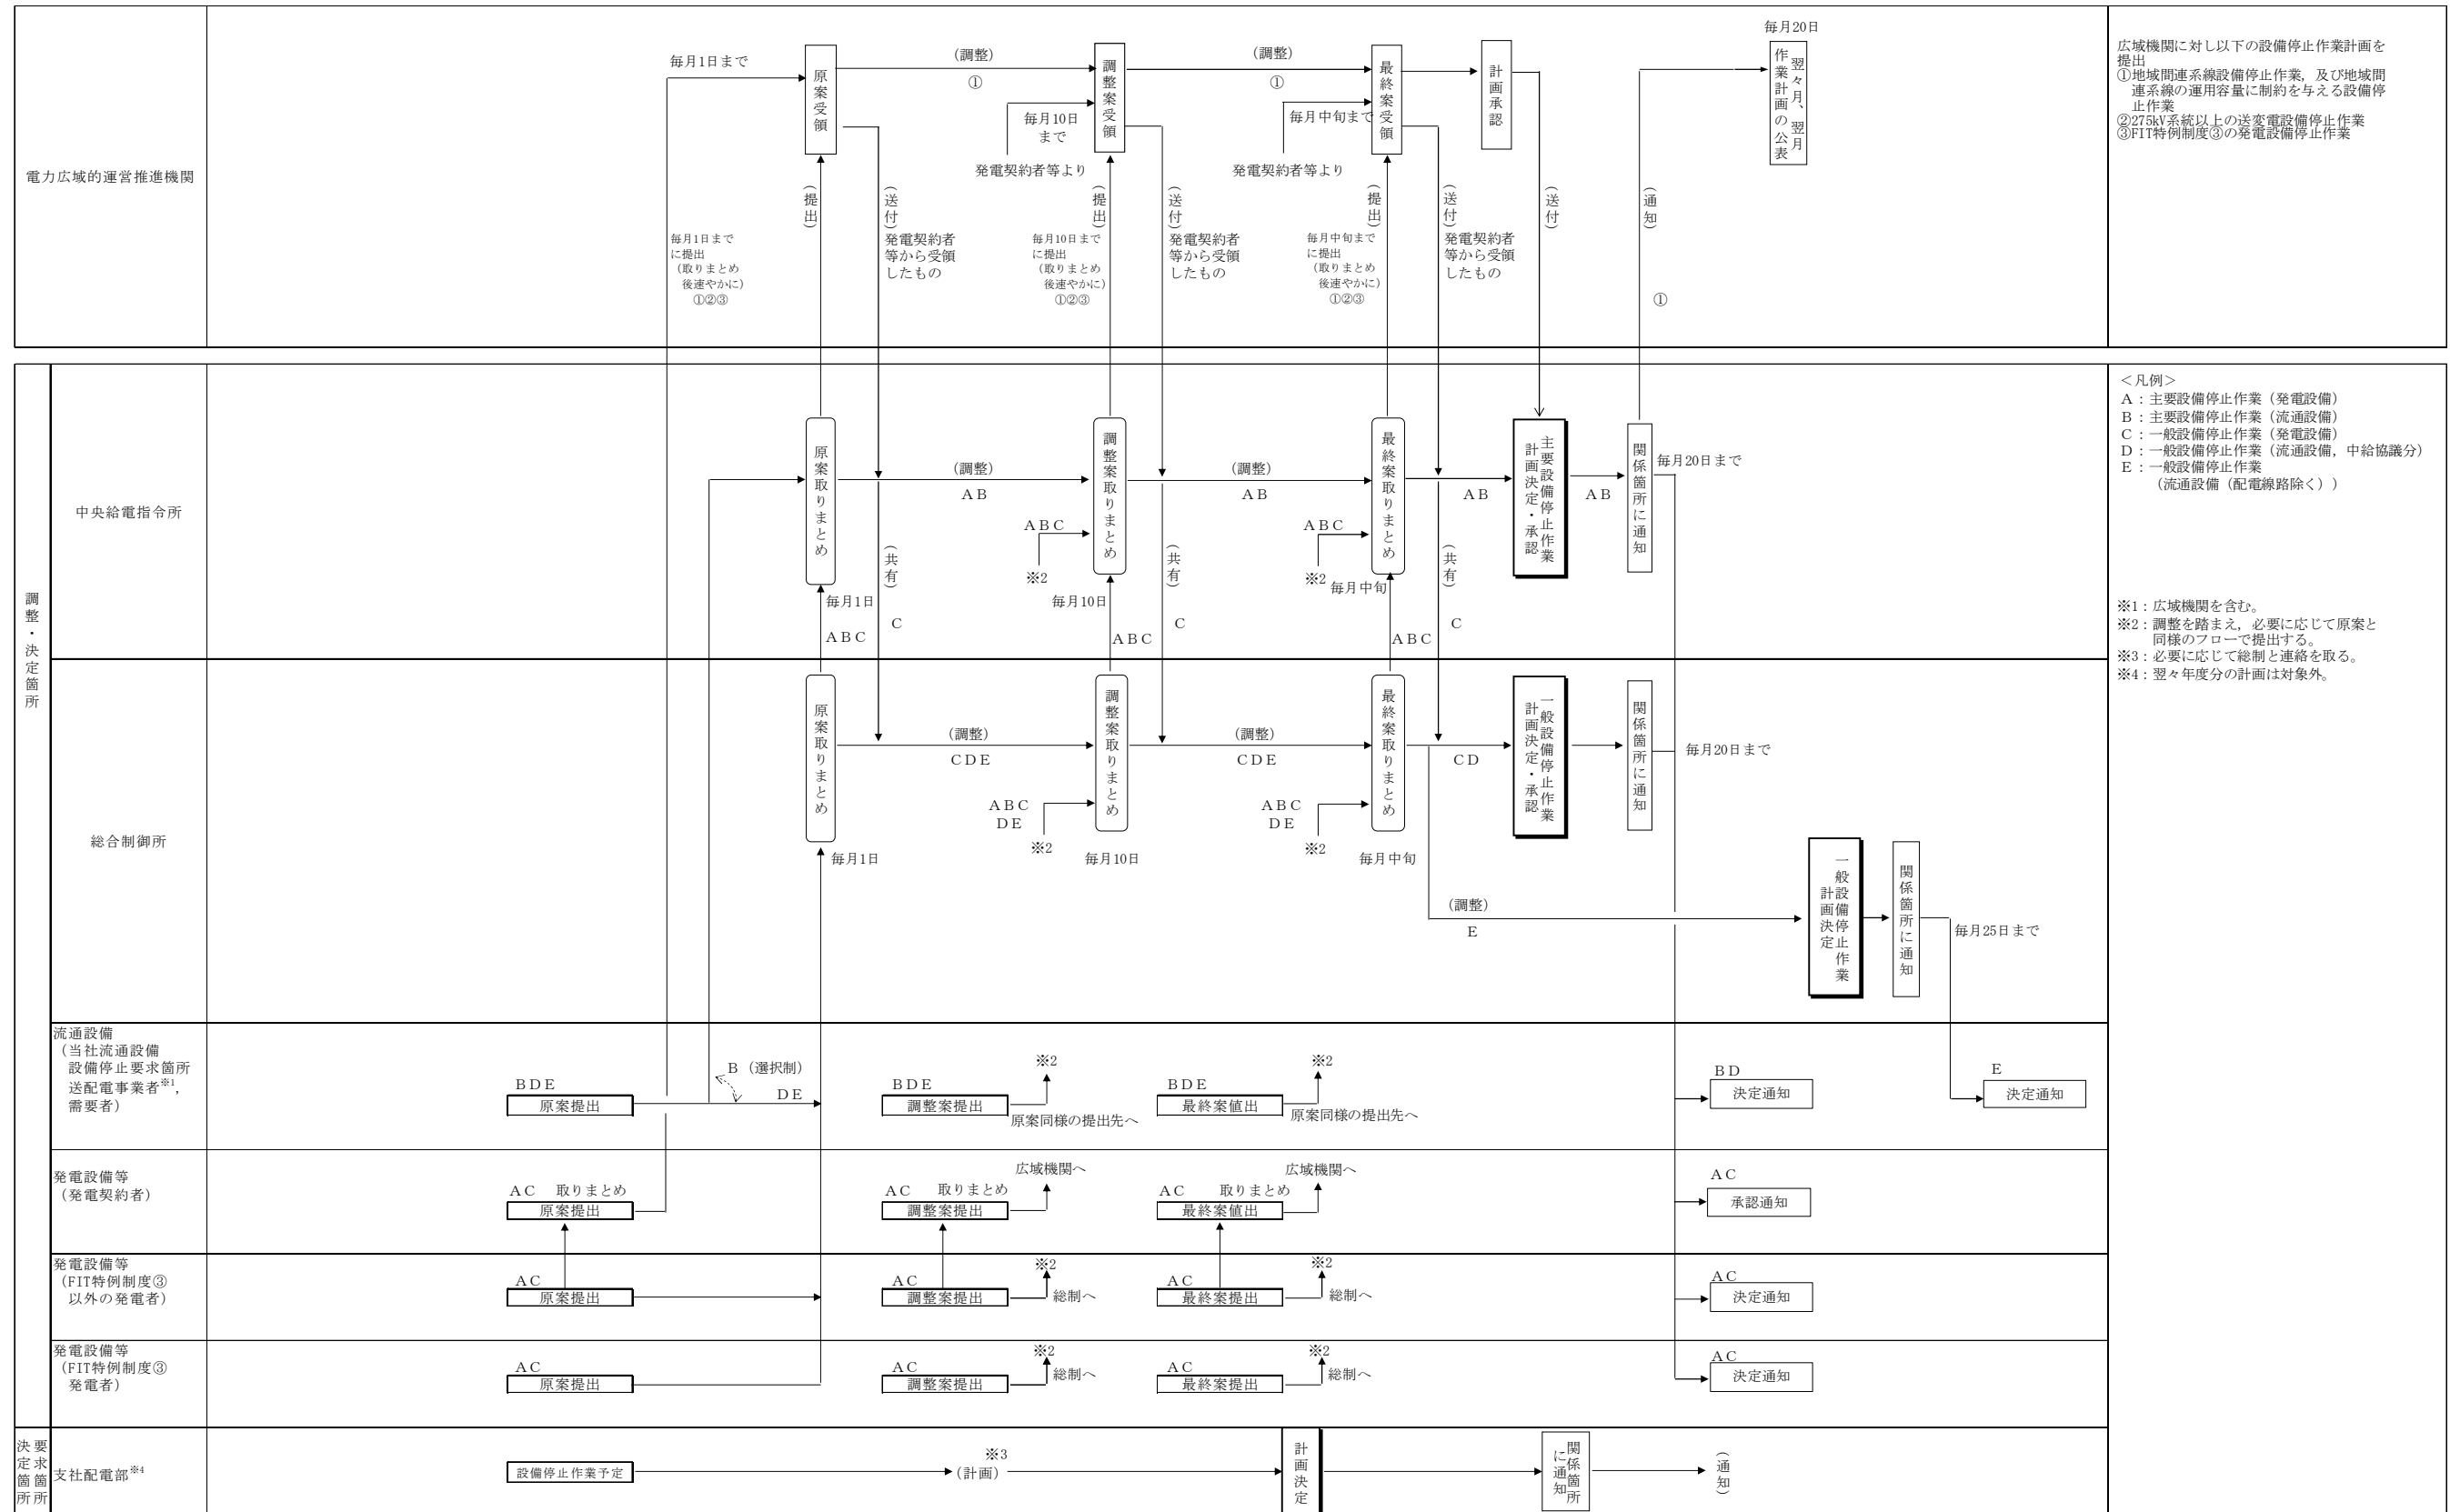 電力広域的運営推進機関
毎月1日まで
原案受領
(調整)
①
毎月10日
まで
発電契約者等より
調整案受領
(調整)
①
毎月中旬まで
発電契約者等より
最終案受領
計画承認
毎月20日
翌々月、翌月
作業計画の公表
毎月1日まで
に提出
(取りまとめ
後速やかに)
①②③
(提出)
(送付)
発電契約者
等から受領
したもの
毎月10日まで
に提出
(取りまとめ
後速やかに)
①②③
(提出)
(送付)
発電契約者
等から受領
したもの
毎月中旬まで
に提出
(取りまとめ
後速やかに)
①②③
(提出)
(送付)
発電契約者
等から受領
したもの
(送付)
(通知)
①
広域機関に対し以下の設備停止作業計画を
提出
①地域間連系線設備停止作業，及び地域間
連系線の運用容量に制約を与える設備停
止作業
②275kV系統以上の送変電設備停止作業
③FIT特例制度③の発電設備停止作業
調整・決定箇所
中央給電指令所
原案取りまとめ
(調整)
AB
ABC
※2
調整案取りまとめ
(調整)
AB
ABC
※2
最終案取りまとめ
AB
主要設備停止作業
計画決定・承認
AB
関係箇所に通知
毎月20日まで
毎月1日
ABC
(共有)
C
毎月10日
ABC
(共有)
C
毎月中旬
ABC
(共有)
C
＜凡例＞
A：主要設備停止作業（発電設備）
B：主要設備停止作業（流通設備）
C：一般設備停止作業（発電設備）
D：一般設備停止作業（流通設備，中給協議分）
E：一般設備停止作業
（流通設備（配電線路除く））
※1：広域機関を含む。
※2：調整を踏まえ，必要に応じて原案と
同様のフローで提出する。
※3：必要に応じて総制と連絡を取る。
※4：翌々年度分の計画は対象外。
総合制御所
原案取りまとめ
毎月1日
(調整)
CDE
ABC
DE
※2
調整案取りまとめ
毎月10日
(調整)
CDE
ABC
DE
※2
最終案取りまとめ
毎月中旬
CD
一般設備停止作業
計画決定・承認
関係箇所に通知
毎月20日まで
(調整)
E
一般設備停止作業
計画決定
関係箇所に通知
毎月25日まで
流通設備
（当社流通設備
設備停止要求箇所
送配電事業者※1，
需要者）
BDE
原案提出
B（選択制）
DE
BDE
調整案提出
※2
原案同様の提出先へ
BDE
最終案値出
※2
原案同様の提出先へ
BD
決定通知
E
決定通知
発電設備等
（発電契約者）
AC 取りまとめ
原案提出
AC 取りまとめ
調整案提出
広域機関へ
AC 取りまとめ
最終案値出
広域機関へ
AC
承認通知
発電設備等
（FIT特例制度③
以外の発電者）
AC
原案提出
AC
調整案提出
※2
総制へ
AC
最終案提出
※2
総制へ
AC
決定通知
発電設備等
（FIT特例制度③
発電者）
AC
原案提出
AC
調整案提出
※2
総制へ
AC
最終案提出
※2
総制へ
AC
決定通知
要求箇所
決定箇所
支社配電部※4
設備停止作業予定
※3
(計画)
計画決定
関係箇所
に通知
(通知)